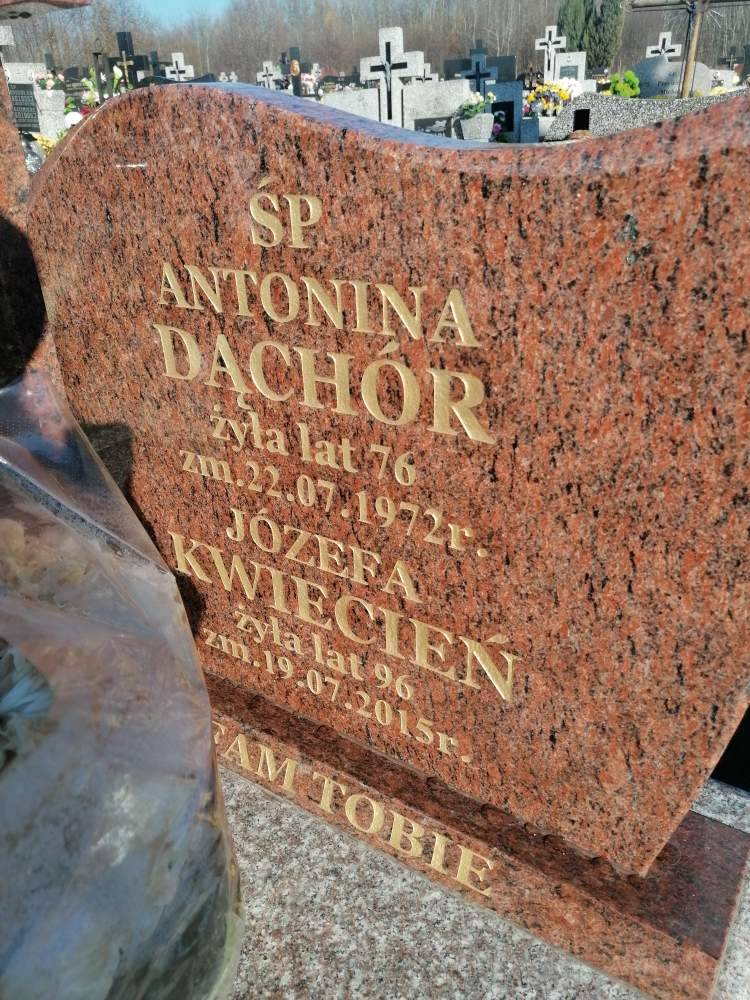 ŚP
ANTONINA
DĄCHÓR
żyła lat 76
zm.22.07.1972r.
JÓZEFA
KWIECIEŃ
żyła lat 96
zm.19.07.2015r.
TOBIE